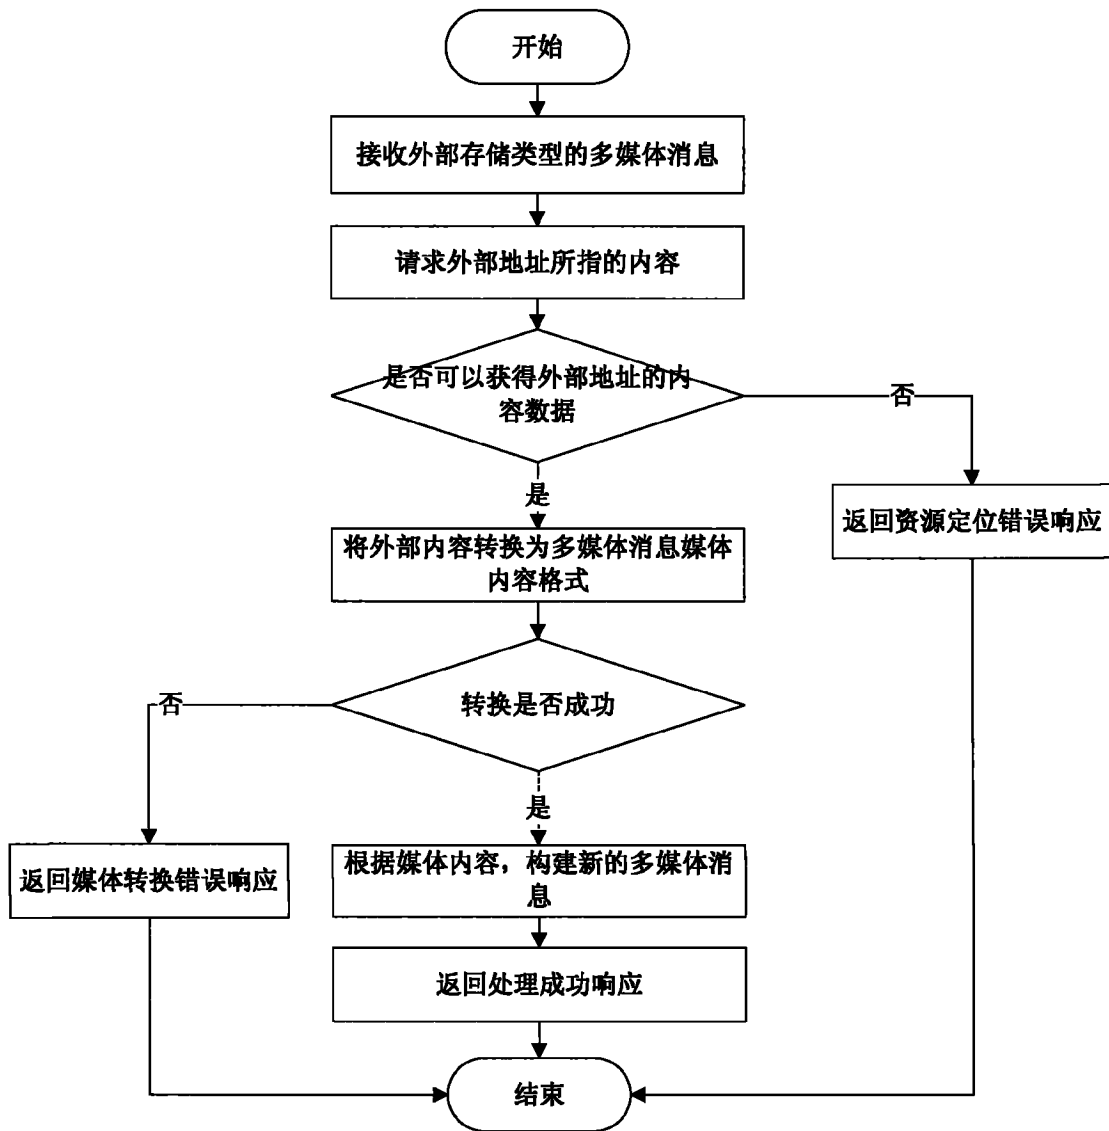 开始
接收外部存储类型的多媒体消息
请求外部地址所指的内容
是否可以获得外部地址的内
容数据
否
是
返回资源定位错误响应
将外部内容转换为多媒体消息媒体
内容格式
转换是否成功
否
是
返回媒体转换错误响应
根据媒体内容，构建新的多媒体消
息
返回处理成功响应
结束